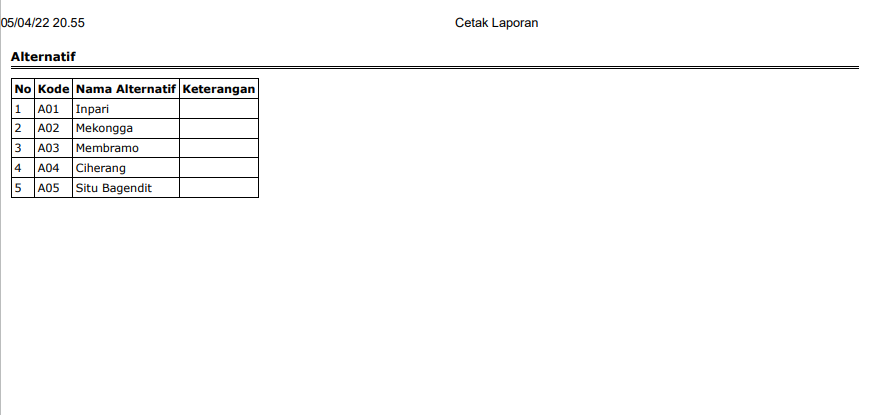 05/04/22 20.55 Cetak Laporan
Alternatif
No Kode Nama Alternatif Keterangan
1 A01 Inpari
2 A02 Mekongga
3 A03 Membramo
4 A04 Ciherang
5 A05 Situ Bagendit